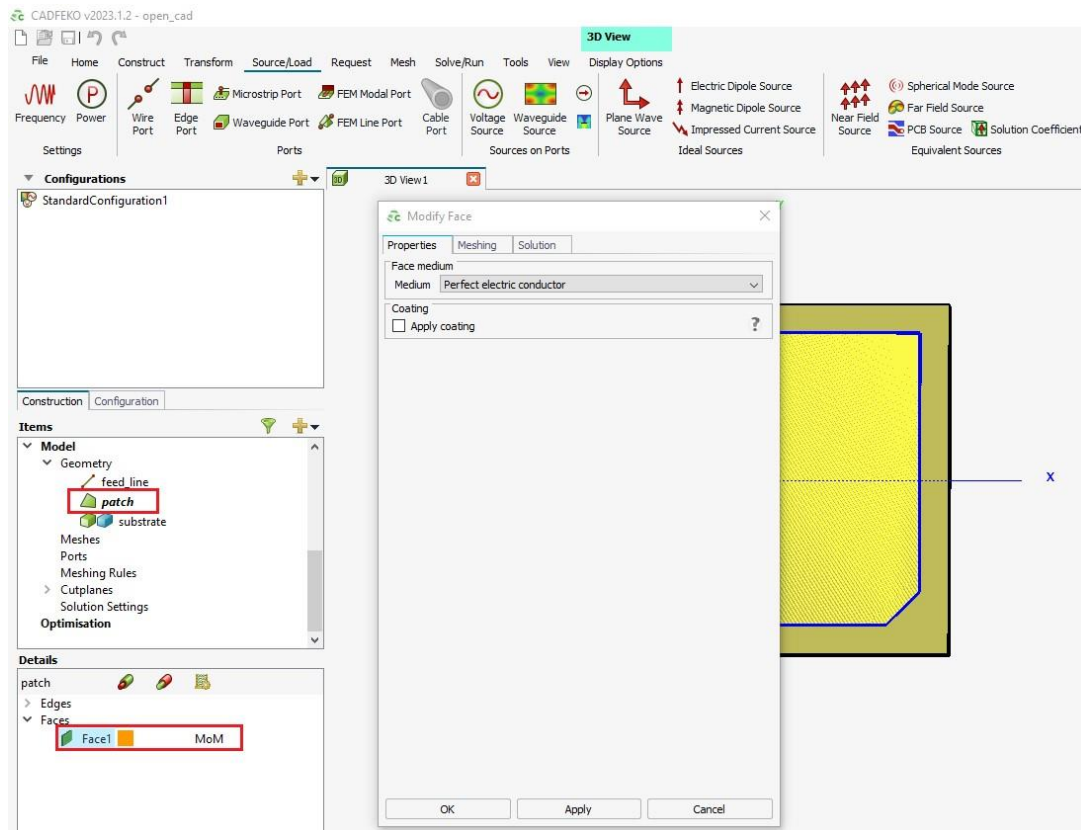 CADFEKO v2023.1.2 - open_cad
3D View
File Home Construct Transform Source/Load Request Mesh Solve/Run Tools View Display Options
Frequency Power
Wire Port
Edge Port
Microstrip Port
Waveguide Port
FEM Modal Port
FEM Line Port
Cable Port
Voltage Source
Waveguide Source
Plane Wave Source
Electric Dipole Source
Magnetic Dipole Source
Impressed Current Source
Near Field Source
Spherical Mode Source
Far Field Source
PCB Source
Solution Coefficient
Settings Ports Sources on Ports Ideal Sources Equivalent Sources
Configurations
StandardConfiguration1
3D View1
Modify Face
Properties Meshing Solution
Face medium
Medium Perfect electric conductor
Coating
Apply coating ?
X
Construction Configuration
Items
Model
Geometry
feed_line
patch
substrate
Meshes
Ports
Meshing Rules
Cutplanes
Solution Settings
Optimisation
Details
patch
Edges
Faces
Face1 MoM
OK Apply Cancel